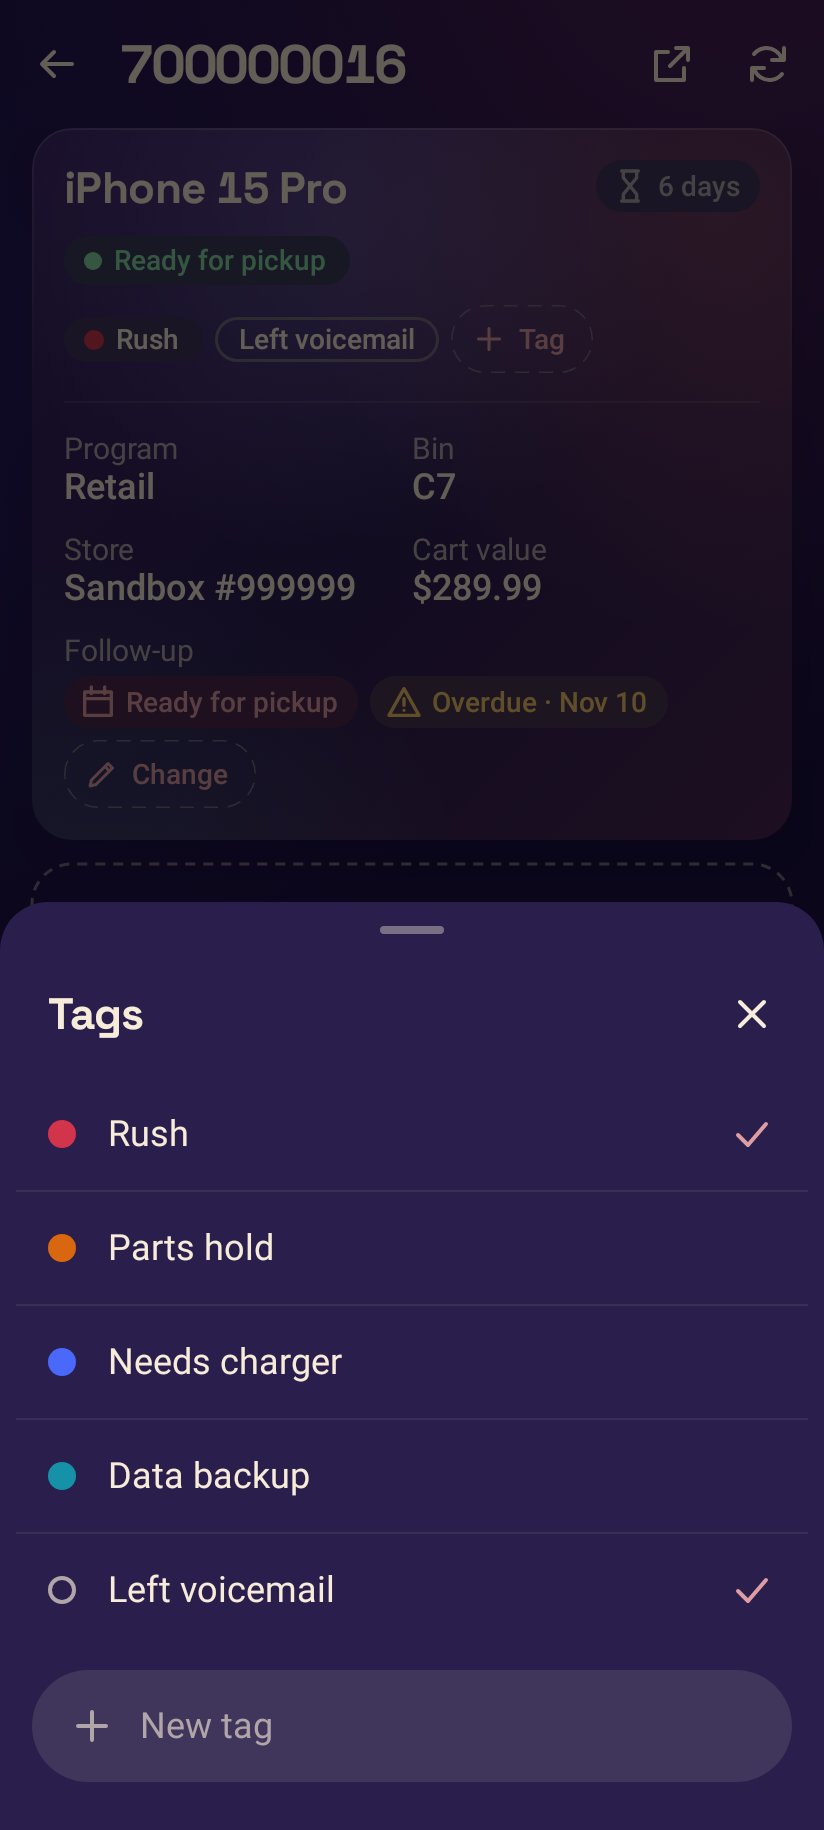 700000016
iPhone 15 Pro
6 days
Ready for pickup
Rush
Left voicemail
Tag
Program
Bin
Retail
C7
Store
Cart value
Sandbox #999999
$289.99
Follow-up
Ready for pickup
Overdue · Nov 10
Change
Tags
Rush
Parts hold
Needs charger
Data backup
Left voicemail
New tag